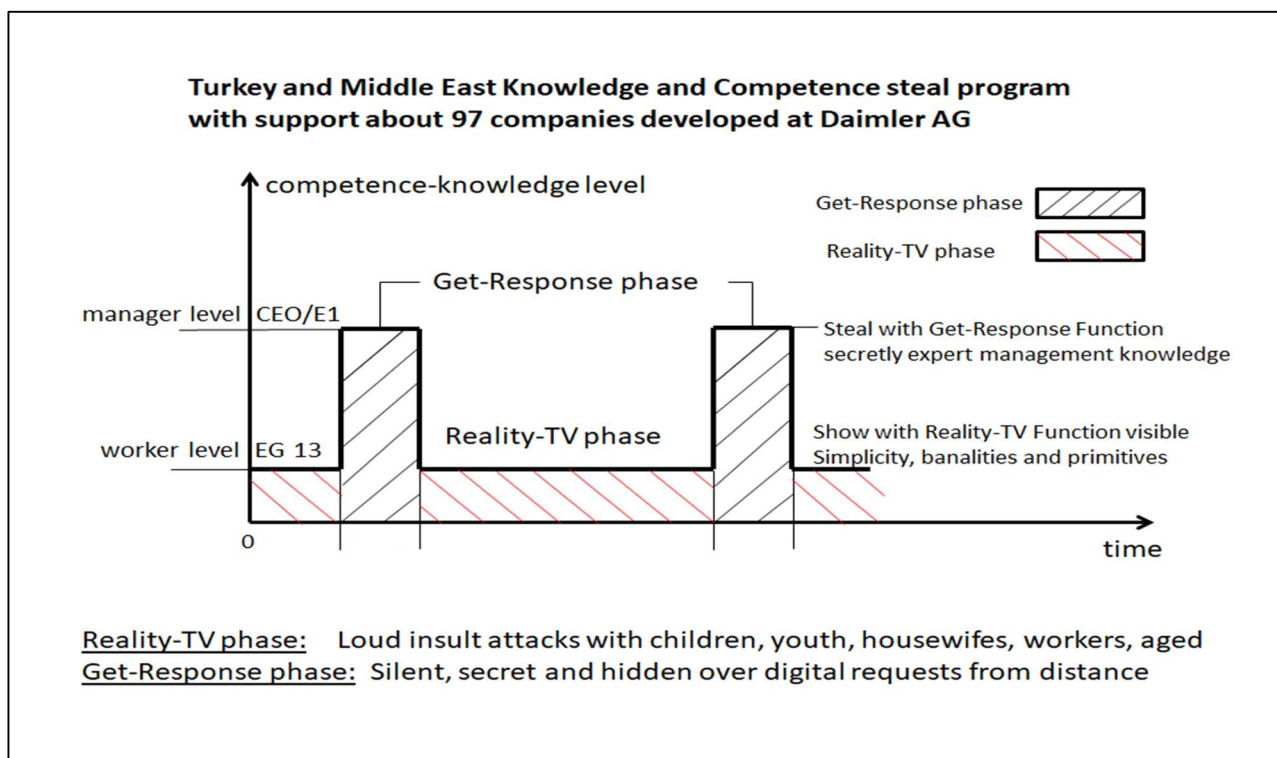 Turkey and Middle East Knowledge and Competence steal program
with support about 97 companies developed at Daimler AG
competence-knowledge level
Get-Response phase
Reality-TV phase
Get-Response phase
manager level CEO/E1
Steal with Get-Response Function
secretly expert management knowledge
Reality-TV phase
worker level EG 13
Show with Reality-TV Function visible
Simplicity, banalities and primitives
0
time
Reality-TV phase: Loud insult attacks with children, youth, housewifes, workers, aged
Get-Response phase: Silent, secret and hidden over digital requests from distance